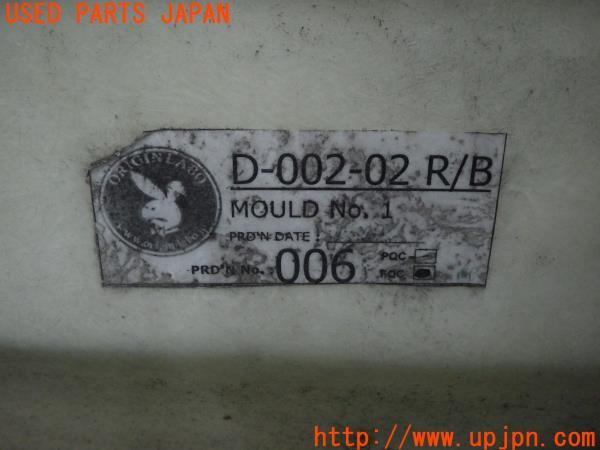 USED PARTS JAPAN
ORIGIN LABO
D-002-02 R/B
MOULD No. 1
PRD'N DATE :
PRD'N No. : 006
PQC
FQC
http://www.upjpn.com